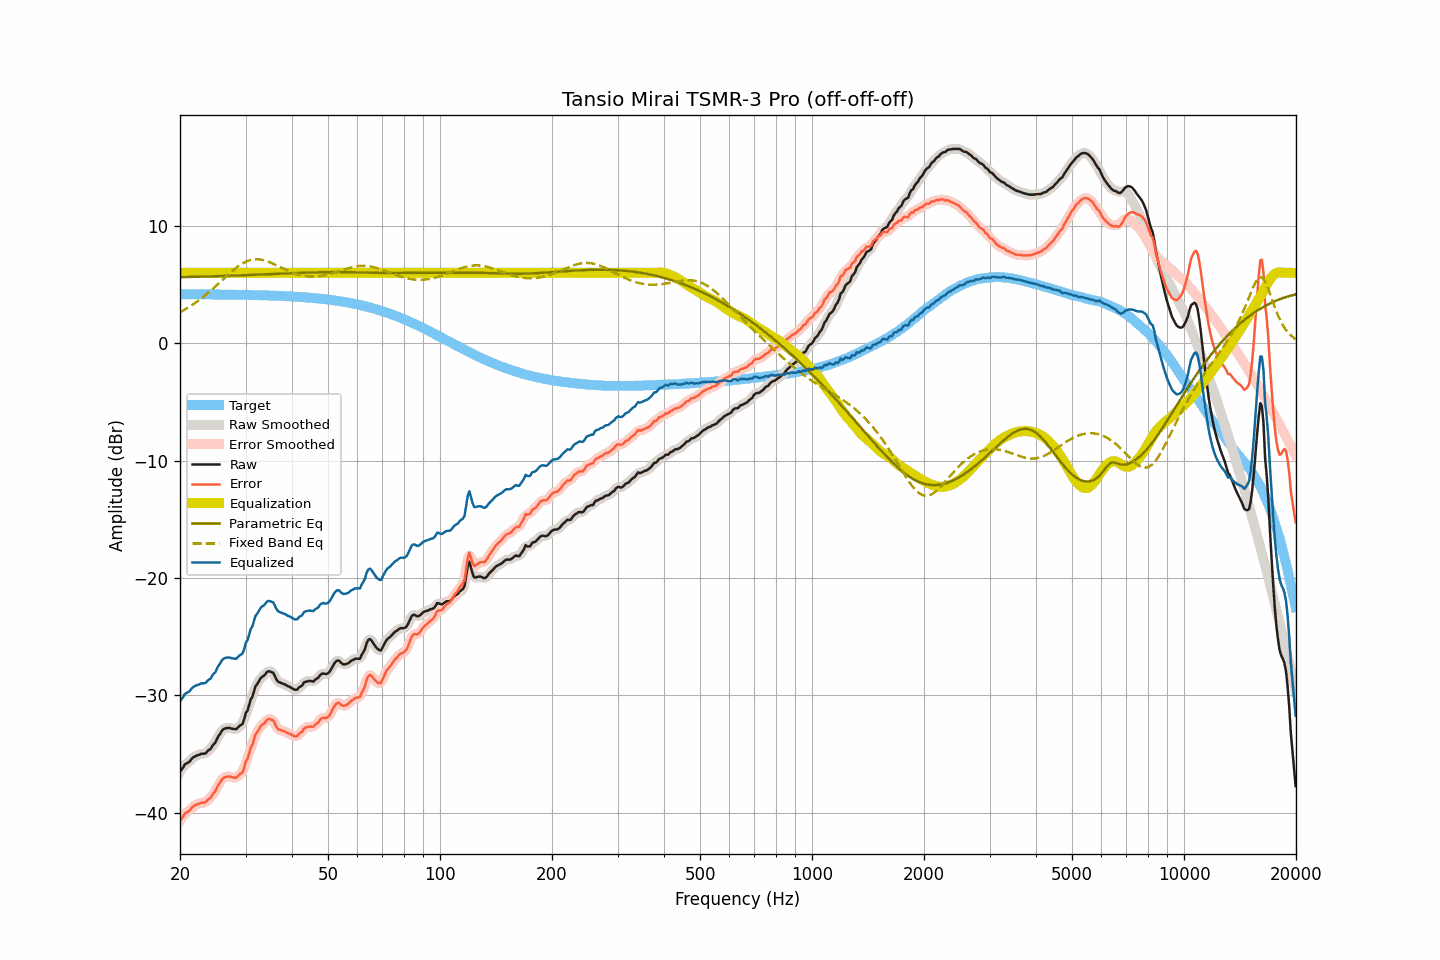 Tansio Mirai TSMR-3 Pro (off-off-off)
Amplitude (dBr)
10
0
−10
−20
−30
−40
Target
Raw Smoothed
Error Smoothed
Raw
Error
Equalization
Parametric Eq
Fixed Band Eq
Equalized
20 50 100 200 500 1000 2000 5000 10000 20000
Frequency (Hz)